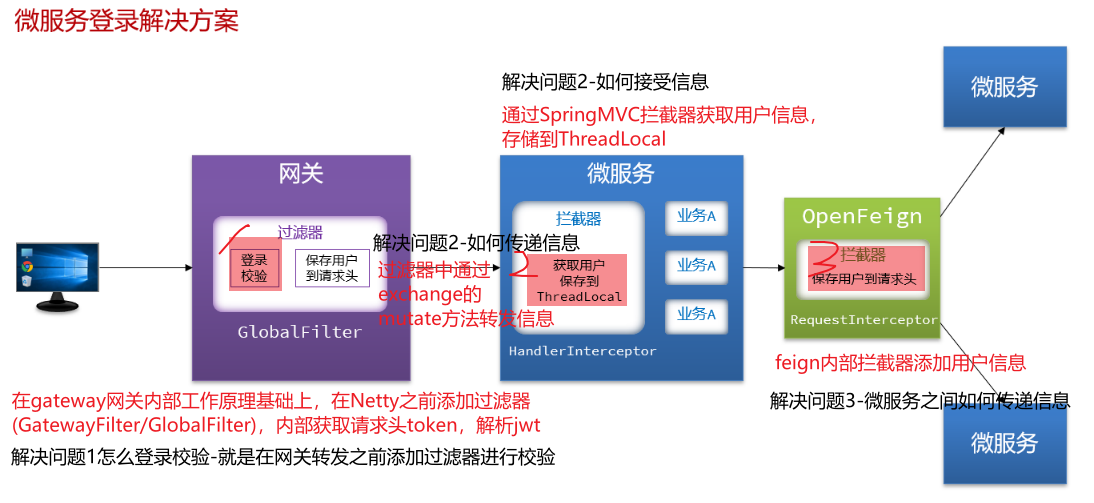 微服务登录解决方案
解决问题2-如何接受信息
通过SpringMVC拦截器获取用户信息，
存储到ThreadLocal
微服务
网关
过滤器
1
登录
校验
保存用户
到请求头
GlobalFilter
解决问题2-如何传递信息
过滤器中通过
exchange的
mutate方法转发信息
微服务
拦截器
2
获取用户
保存到
ThreadLocal
HandlerInterceptor
业务A
业务A
业务A
OpenFeign
3
拦截器
保存用户到请求头
RequestInterceptor
feign内部拦截器添加用户信息
解决问题3-微服务之间如何传递信息
微服务
在gateway网关内部工作原理基础上，在Netty之前添加过滤器
(GatewayFilter/GlobalFilter)，内部获取请求头token，解析jwt
解决问题1怎么登录校验-就是在网关转发之前添加过滤器进行校验